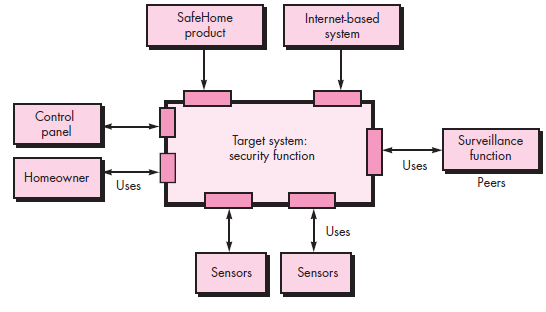 SafeHome
product
Internet-based
system
Control
panel
Target system:
security function
Surveillance
function
Homeowner
Uses
Uses
Peers
Uses
Sensors
Sensors